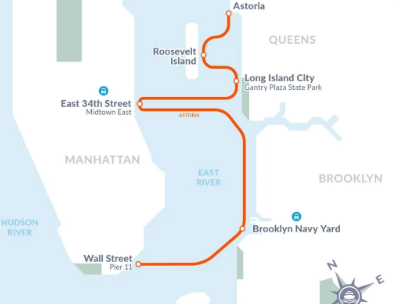 Astoria
QUEENS
Roosevelt
Island
Long Island City
Gantry Plaza State Park
East 34th Street
Midtown East
ASTORIA
MANHATTAN
EAST
RIVER
BROOKLYN
HUDSON
RIVER
Brooklyn Navy Yard
Wall Street
Pier 11
N
E